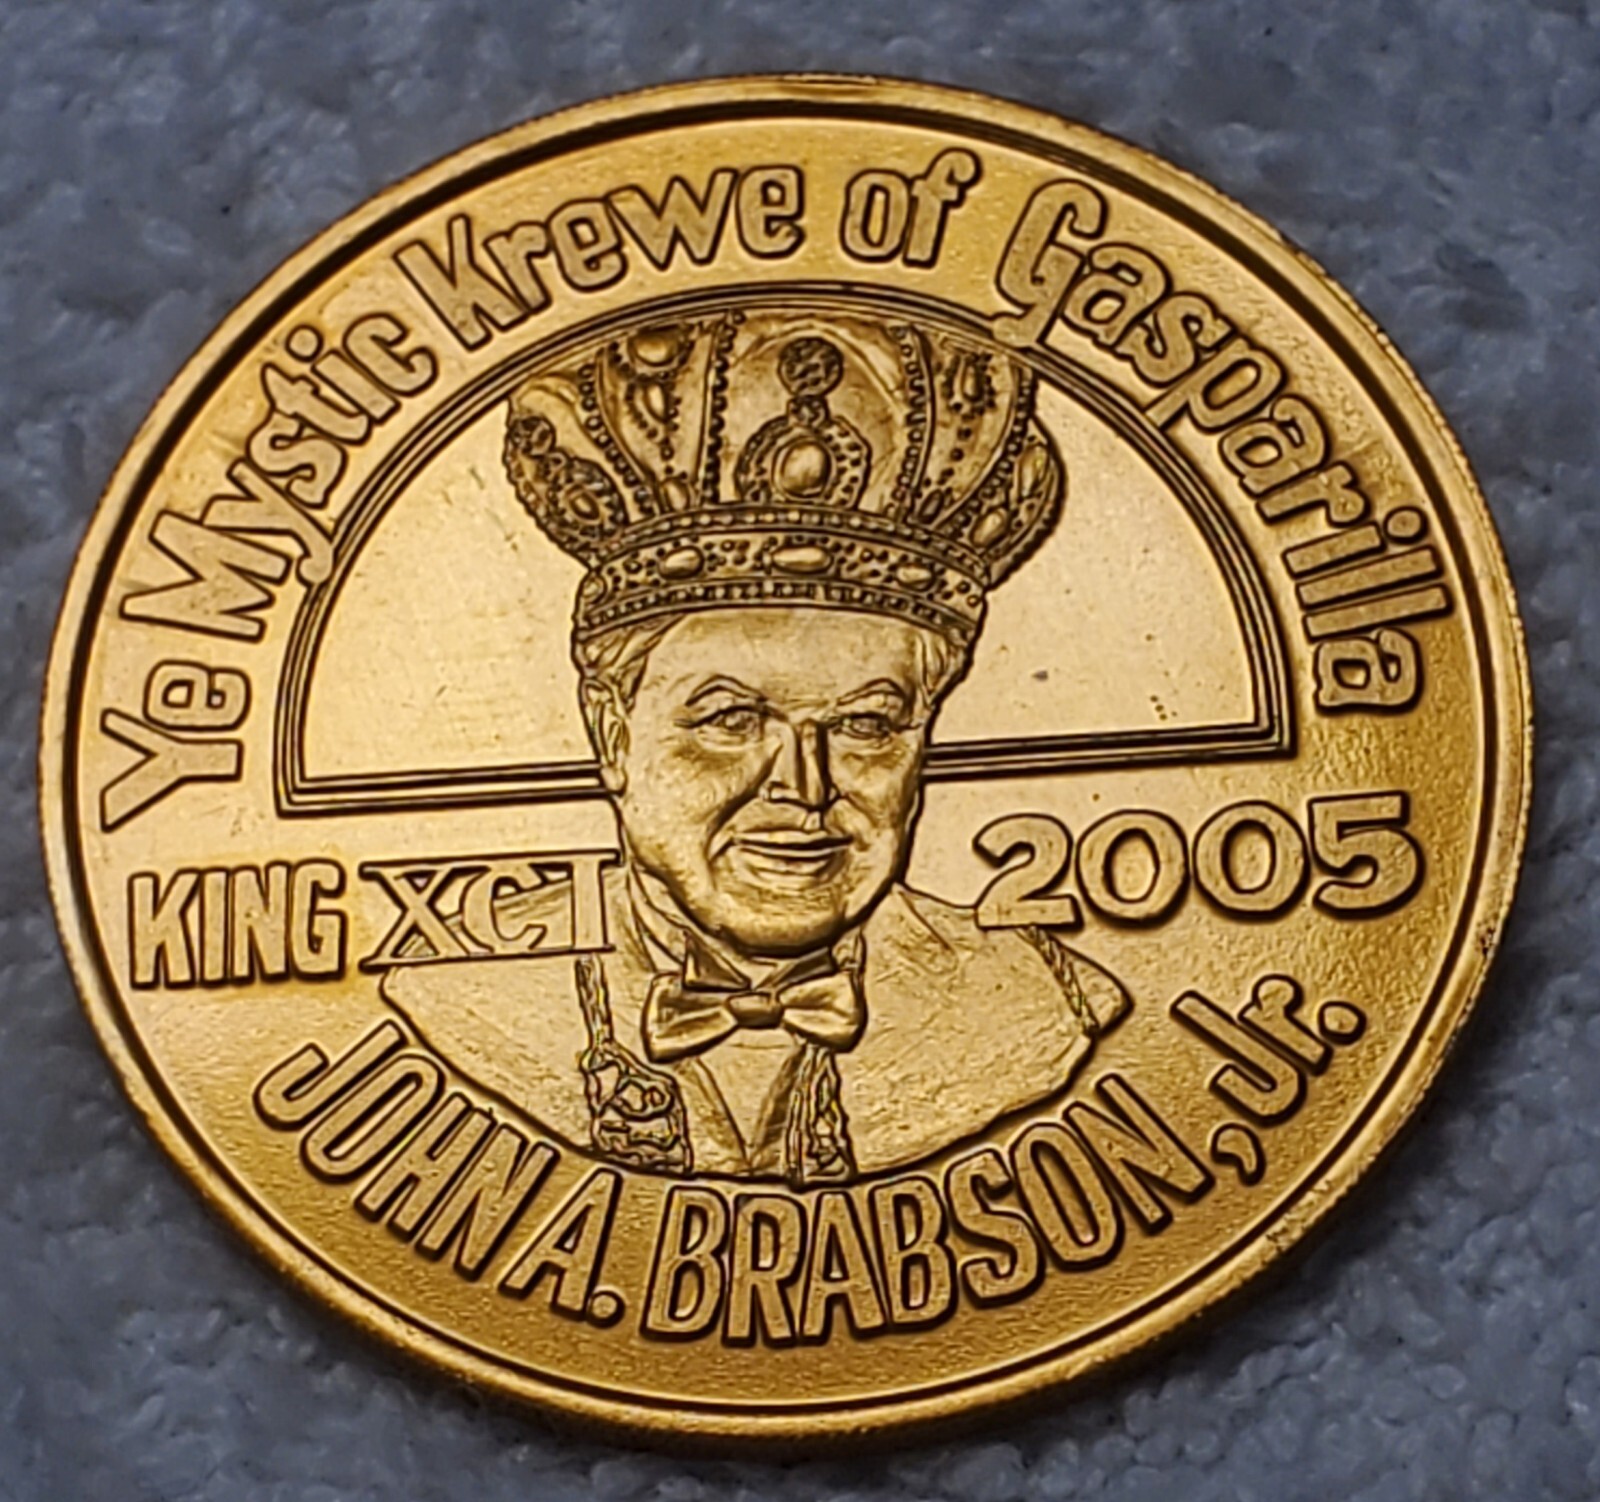 Ye Mystic Krewe of Gasparilla
KING XCI 2005
JOHN A. BRABSON, Jr.